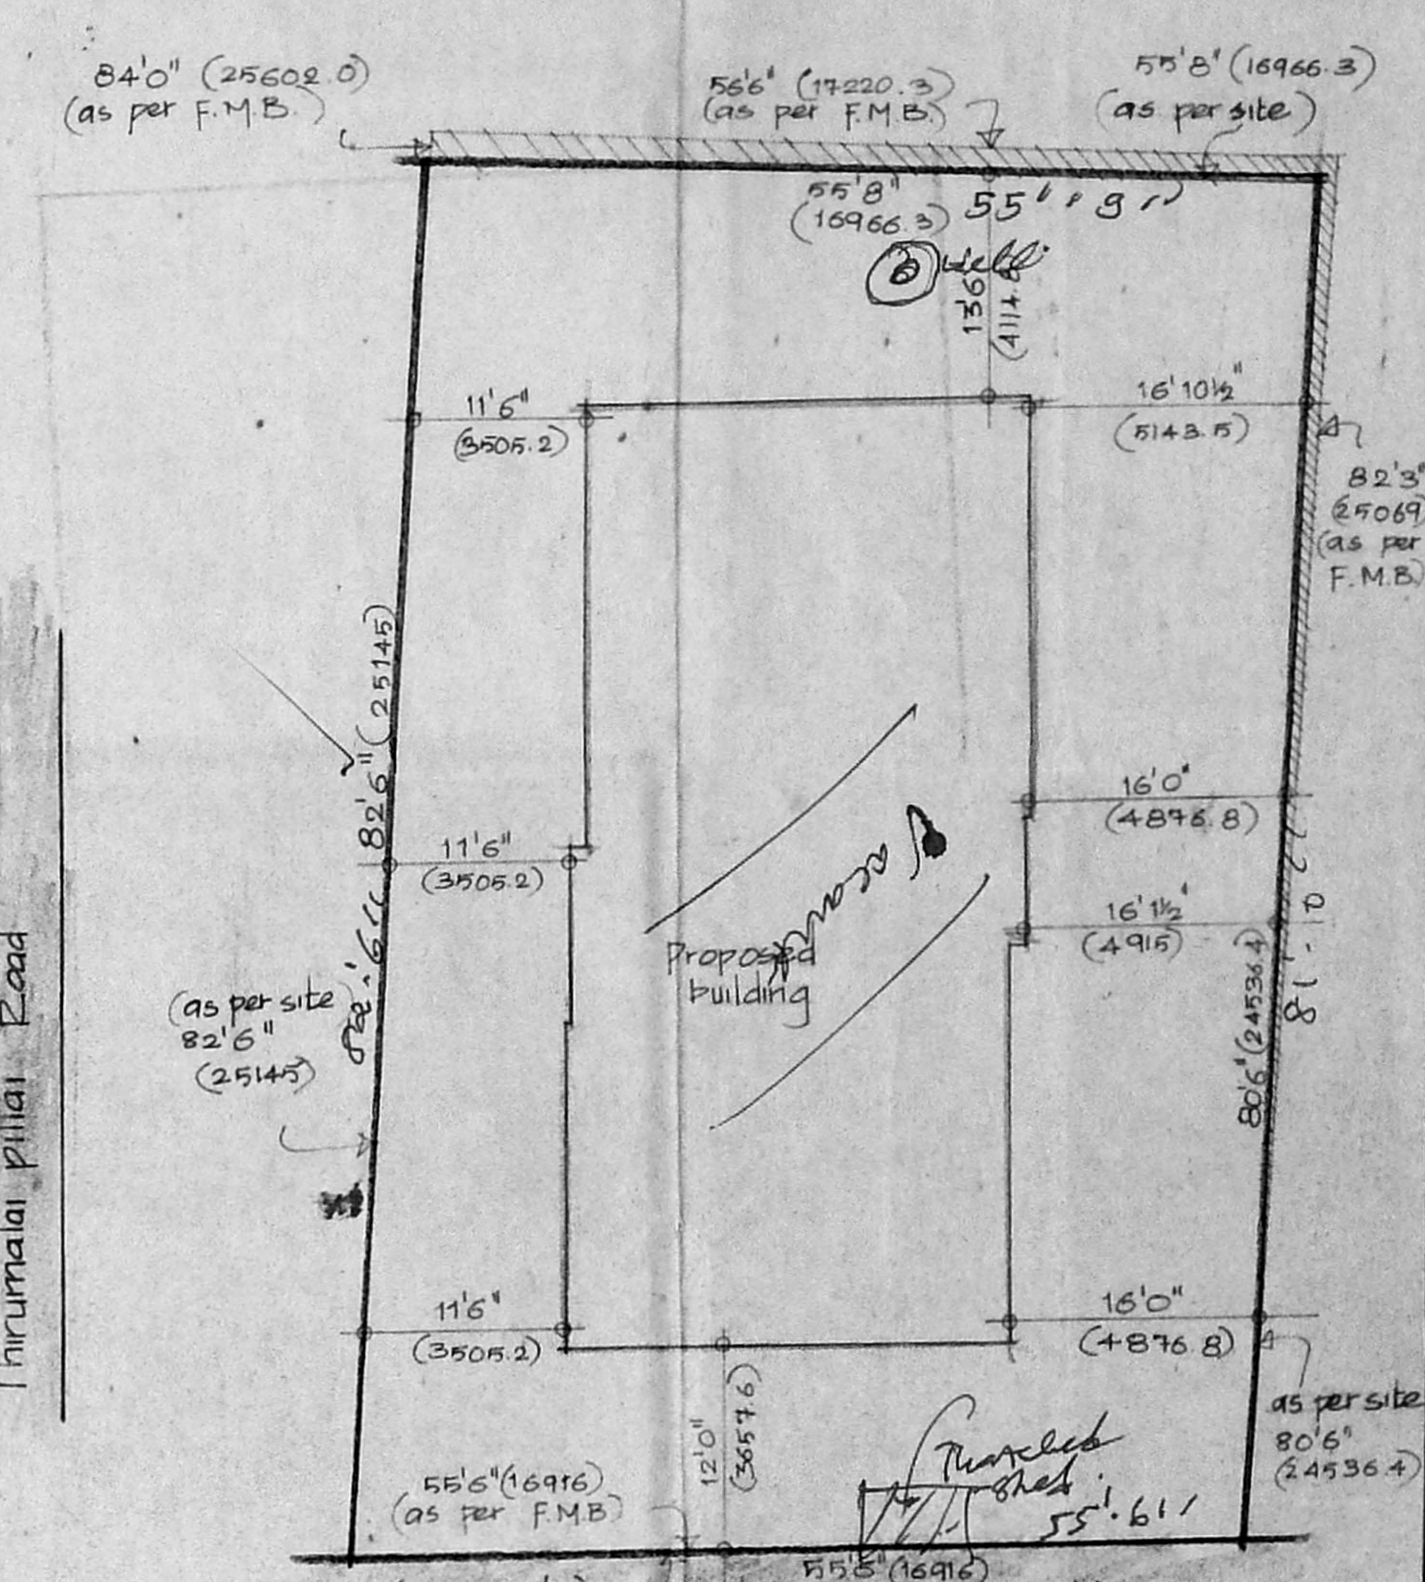 84'0" (25602.0)
(as per F.M.B.)
56'6" (17220.3)
(as per F.M.B.)
55'8" (16966.3)
(as per site)
55'8"
(16966.3)
well
13'6
(4114.8
11'6"
(3505.2)
16'10½"
(5143.5)
82'3"
(25069
(as per
F.M.B.)
82'6" (25145)
16'0"
(4876.8)
11'6"
(3505.2)
16'1½"
(4915)
Vacant
Proposed
building
(as per site
82'6"
(25145)
82'.6"
81'-0"
80'6" (24536.4)
Thirumalai Pillai Road
11'6"
(3505.2)
16'0"
(4876.8)
12'0"
(3657.6)
as per site
80'6"
(24536.4)
55'6" (16916)
(as per F.M.B)
Thatched
shed.
55'.6"
55'6" (16916)